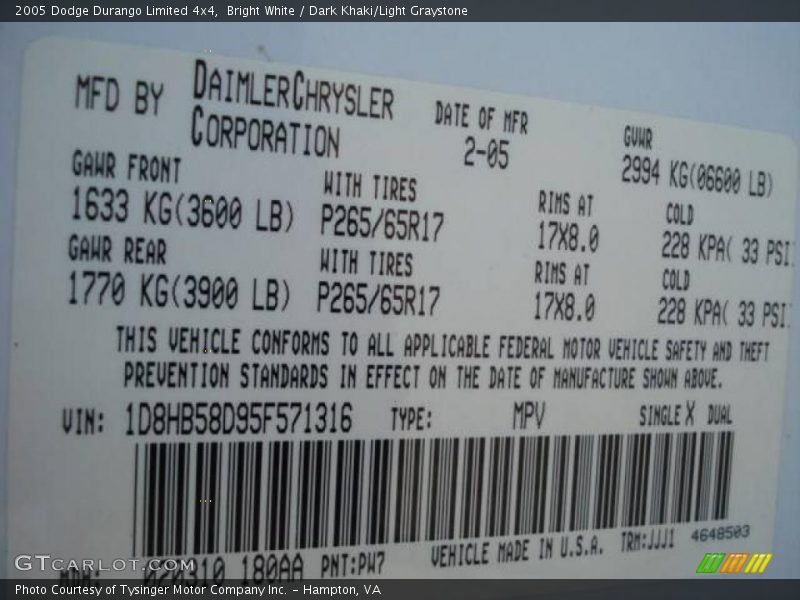 2005 Dodge Durango Limited 4x4,  Bright White / Dark Khaki/Light Graystone
MFD BY DAIMLERCHRYSLER CORPORATION
DATE OF MFR 2-05
GVWR 2994 KG(06600 LB)
GAWR FRONT WITH TIRES RIMS AT COLD
1633 KG(3600 LB) P265/65R17 17X8.0 228 KPA( 33 PSI
GAWR REAR WITH TIRES RIMS AT COLD
1770 KG(3900 LB) P265/65R17 17X8.0 228 KPA( 33 PSI
THIS VEHICLE CONFORMS TO ALL APPLICABLE FEDERAL MOTOR VEHICLE SAFETY AND THEFT
PREVENTION STANDARDS IN EFFECT ON THE DATE OF MANUFACTURE SHOWN ABOVE.
VIN: 1D8HB58D95F571316 TYPE: MPV SINGLE X DUAL
MDH: 020310 180AA PNT:PW7 VEHICLE MADE IN U.S.A. TRM:JJJ1 4648503
GTCarlot.com
Photo Courtesy of Tysinger Motor Company Inc. - Hampton, VA